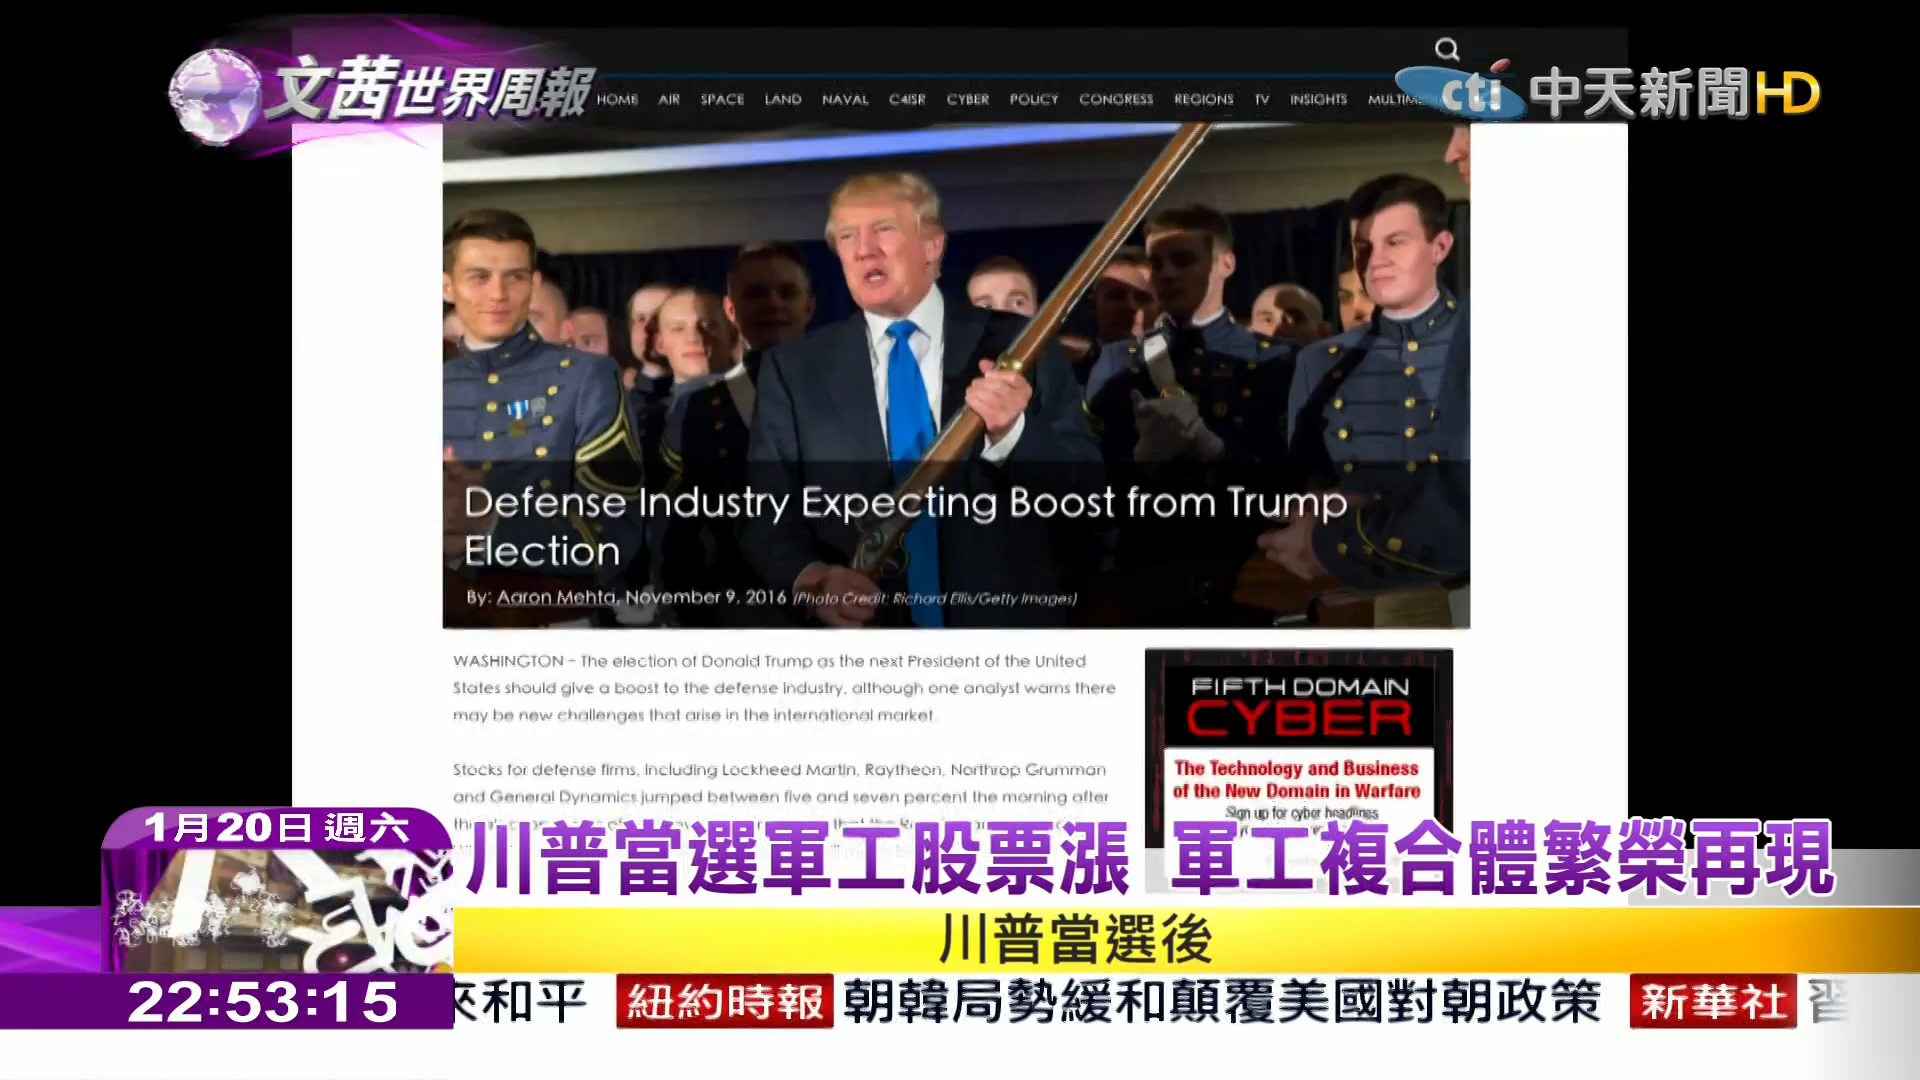 文茜世界周報
HOME AIR SPACE LAND NAVAL C4ISR CYBER POLICY CONGRESS REGIONS TV INSIGHTS
cti 中天新聞HD
Defense Industry Expecting Boost from Trump
Election
By: Aaron Mehta, November 9, 2016 (Photo Credit: Richard Ellis/Getty Images)
WASHINGTON – The election of Donald Trump as the next President of the United
States should give a boost to the defense industry, although one analyst warns there
may be new challenges that arise in the international market.
Stocks for defense firms, including Lockheed Martin, Raytheon, Northrop Grumman
and General Dynamics jumped between five and seven percent the morning after
FIFTH DOMAIN
CYBER
The Technology and Business
of the New Domain in Warfare
Sign up for cyber headlines
1月20日 週六
川普當選軍工股票漲 軍工複合體繁榮再現
川普當選後
22:53:15
來和平 紐約時報 朝韓局勢緩和顛覆美國對朝政策 新華社 習